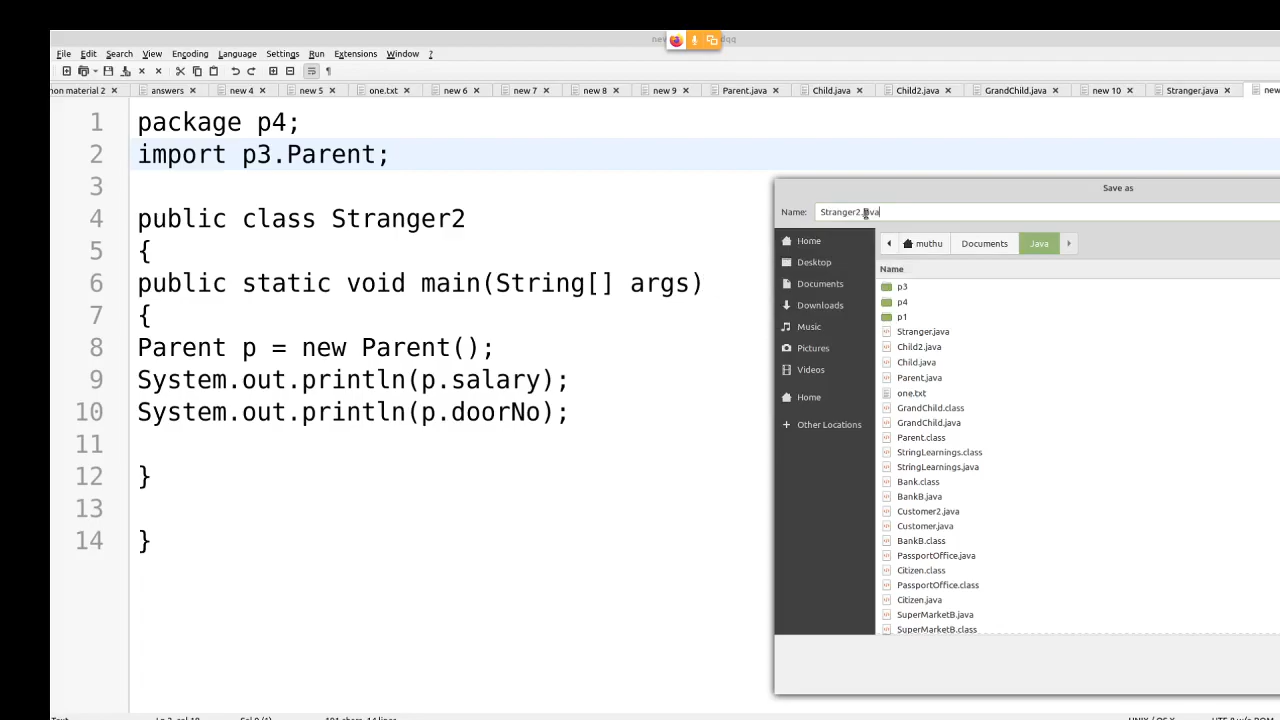 File Edit Search View Encoding Language Settings Run Extensions Window ?
non material 2 answers new 4 new 5 one.txt new 6 new 7 new 8 new 9 Parent.java Child.java Child2.java GrandChild.java new 10 Stranger.java new
1 package p4;
2 import p3.Parent;
3
4 public class Stranger2
5 {
6 public static void main(String[] args)
7 {
8 Parent p = new Parent();
9 System.out.println(p.salary);
10 System.out.println(p.doorNo);
11
12 }
13
14 }
Save as
Name: Stranger2.java
muthu Documents Java
Home
Desktop
Documents
Downloads
Music
Pictures
Videos
Home
+ Other Locations
Name
p3
p4
p1
Stranger.java
Child2.java
Child.java
Parent.java
one.txt
GrandChild.class
GrandChild.java
Parent.class
StringLearnings.class
StringLearnings.java
Bank.class
BankB.java
Customer2.java
Customer.java
BankB.class
PassportOffice.java
Citizen.class
PassportOffice.class
Citizen.java
SuperMarketB.java
SuperMarketB.class